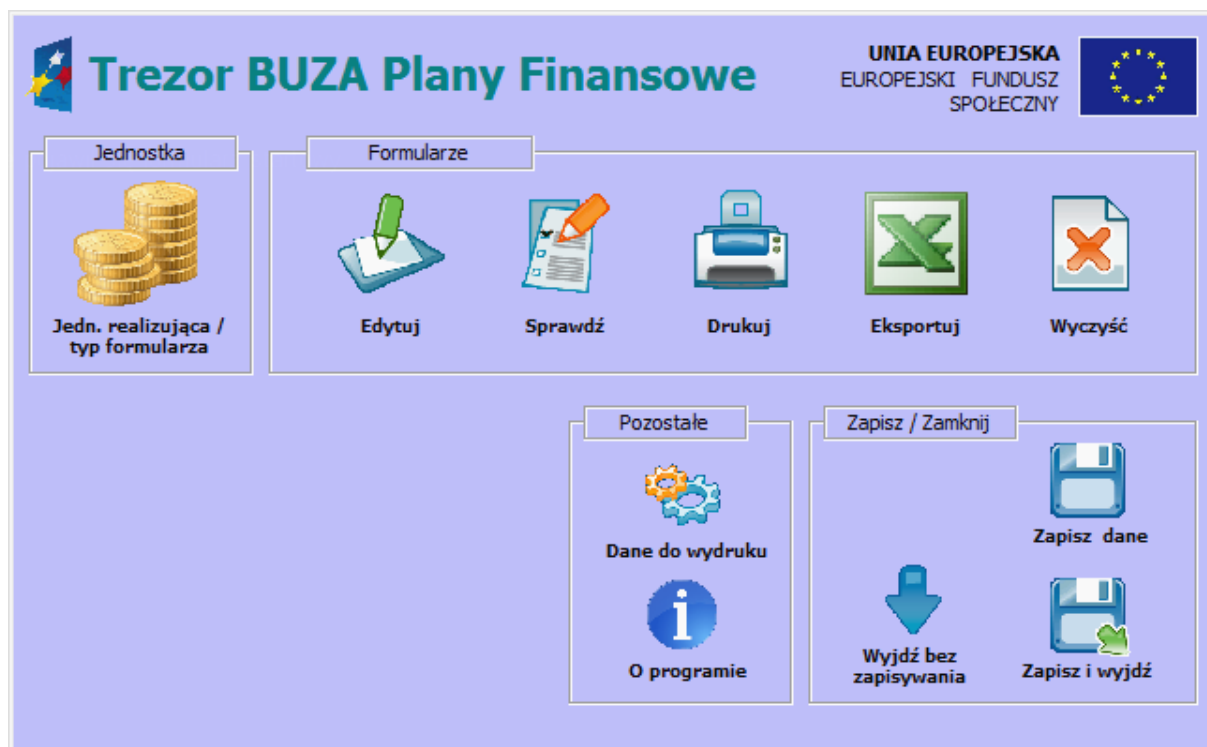 Trezor BUZA Plany Finansowe
UNIA EUROPEJSKA
EUROPEJSKI FUNDUSZ
SPOŁECZNY
Jednostka
Formularze
Jedn. realizująca /
typ formularza
Edytuj
Sprawdź
Drukuj
Eksportuj
Wyczyść
Pozostałe
Zapisz / Zamknij
Dane do wydruku
Zapisz dane
O programie
Wyjdź bez
zapisywania
Zapisz i wyjdź